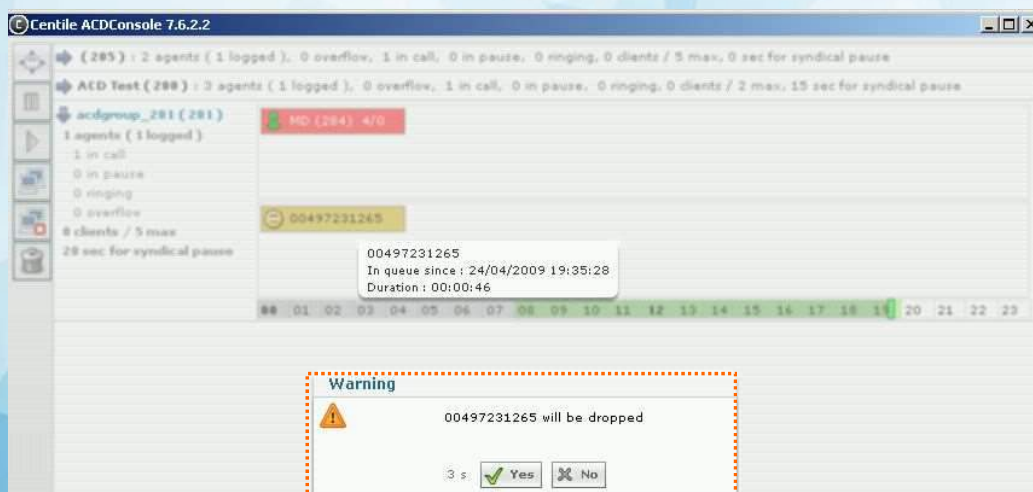 Centile ACDConsole 7.6.2.2
(285) : 2 agents ( 1 logged ), 0 overflow, 1 in call, 0 in pause, 0 ringing, 0 clients / 5 max, 0 sec for syndical pause
ACD Test ( 280 ) : 3 agents ( 1 logged ), 0 overflow, 1 in call, 0 in pause, 0 ringing, 0 clients / 2 max, 15 sec for syndical pause
acdgroup_281 ( 281 )
1 agents ( 1 logged )
1 in call
0 in pause
0 ringing
0 overflow
0 clients / 5 max
28 sec for syndical pause
MD (284) 4/0
00497231265
00497231265
In queue since : 24/04/2009 19:35:28
Duration : 00:00:46
00 01 02 03 04 05 06 07 08 09 10 11 12 13 14 15 16 17 18 19 20 21 22 23
Warning
00497231265 will be dropped
3 s Yes No